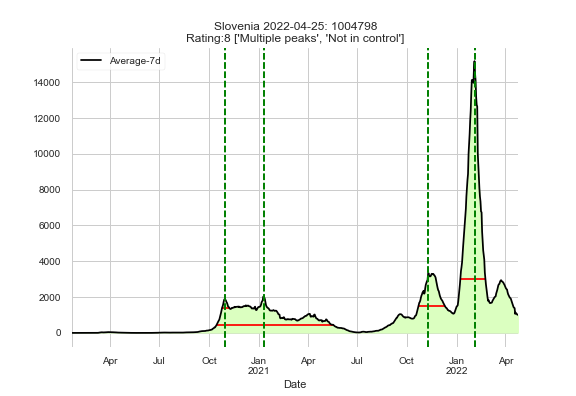 Slovenia 2022-04-25: 1004798
Rating:8 ['Multiple peaks', 'Not in control']
Average-7d
14000
12000
10000
8000
6000
4000
2000
0
Apr Jul Oct Jan Apr Jul Oct Jan Apr
2021 2022
Date